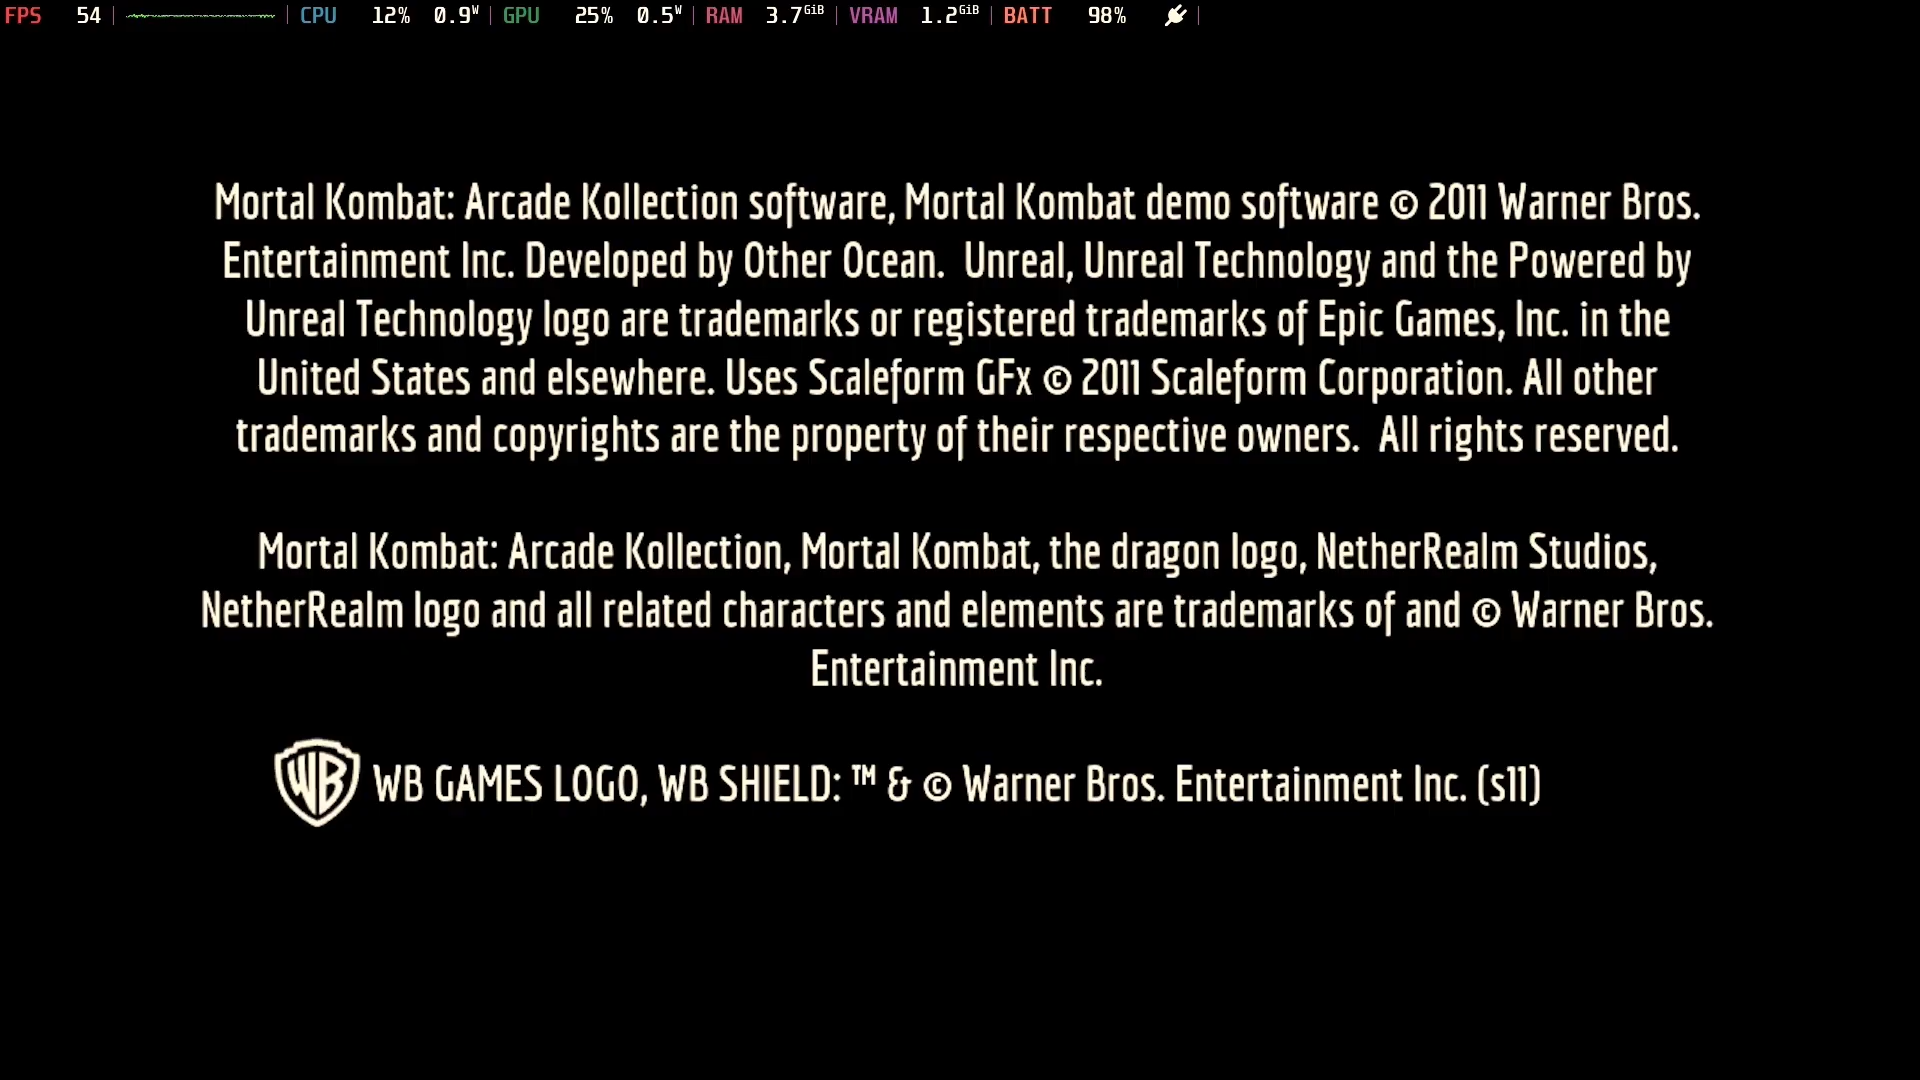 FPS 54 | CPU 12% 0.9W | GPU 25% 0.5W | RAM 3.7GiB | VRAM 1.2GiB | BATT 98% |
Mortal Kombat: Arcade Kollection software, Mortal Kombat demo software © 2011 Warner Bros.
Entertainment Inc. Developed by Other Ocean.  Unreal, Unreal Technology and the Powered by
Unreal Technology logo are trademarks or registered trademarks of Epic Games, Inc. in the
United States and elsewhere. Uses Scaleform GFx © 2011 Scaleform Corporation. All other
trademarks and copyrights are the property of their respective owners.  All rights reserved.
Mortal Kombat: Arcade Kollection, Mortal Kombat, the dragon logo, NetherRealm Studios,
NetherRealm logo and all related characters and elements are trademarks of and © Warner Bros.
Entertainment Inc.
WB WB GAMES LOGO, WB SHIELD: ™ & © Warner Bros. Entertainment Inc. (s11)